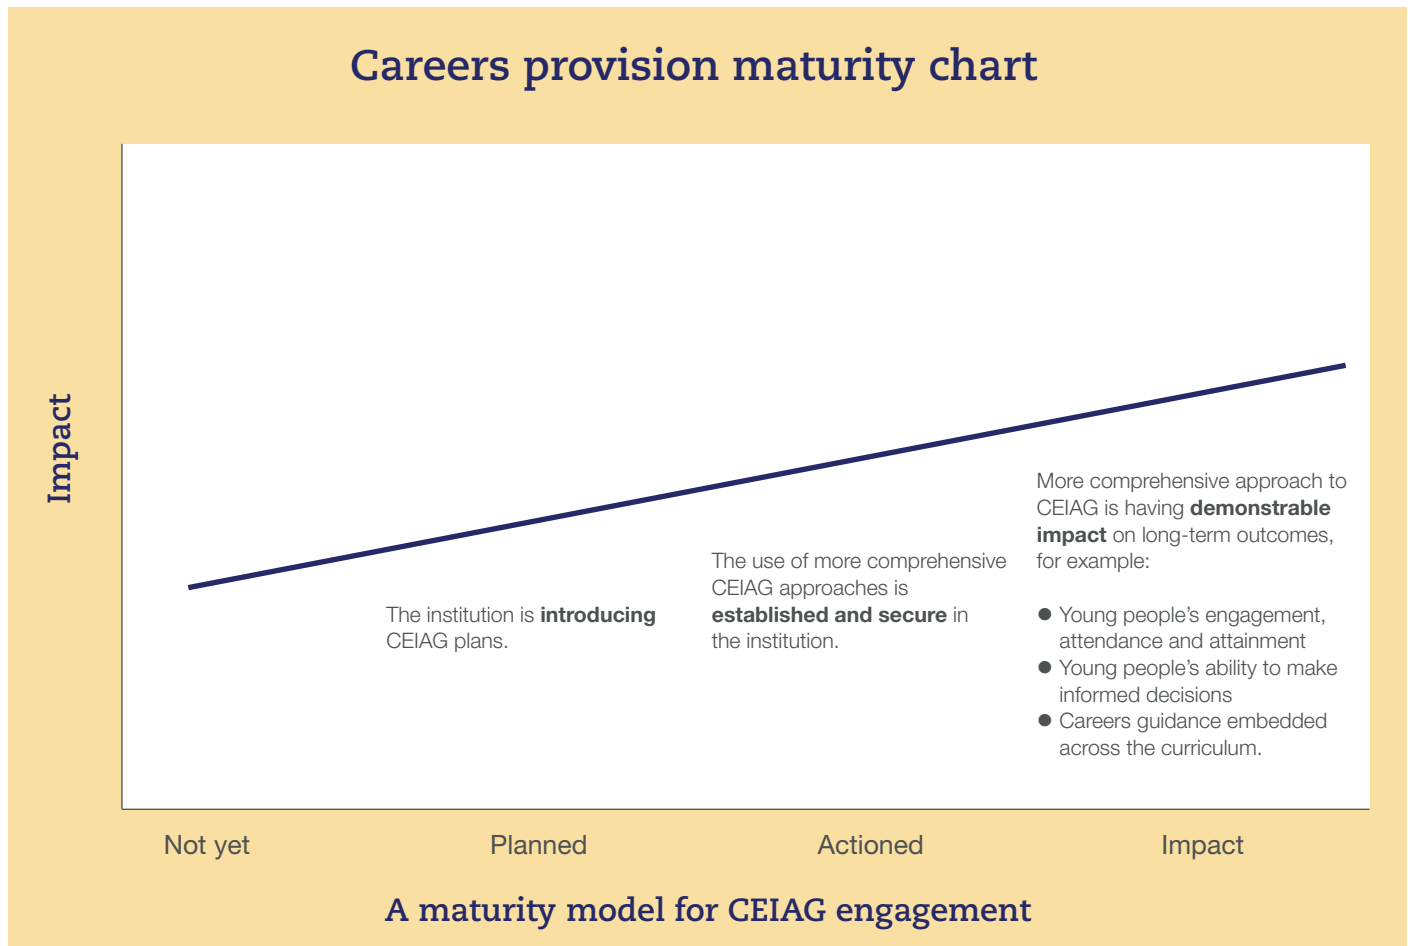 Careers provision maturity chart
Impact
The institution is introducing
CEIAG plans.
The use of more comprehensive
CEIAG approaches is
established and secure in
the institution.
More comprehensive approach to
CEIAG is having demonstrable
impact on long-term outcomes,
for example:
● Young people’s engagement,
attendance and attainment
● Young people’s ability to make
informed decisions
● Careers guidance embedded
across the curriculum.
Not yet
Planned
Actioned
Impact
A maturity model for CEIAG engagement